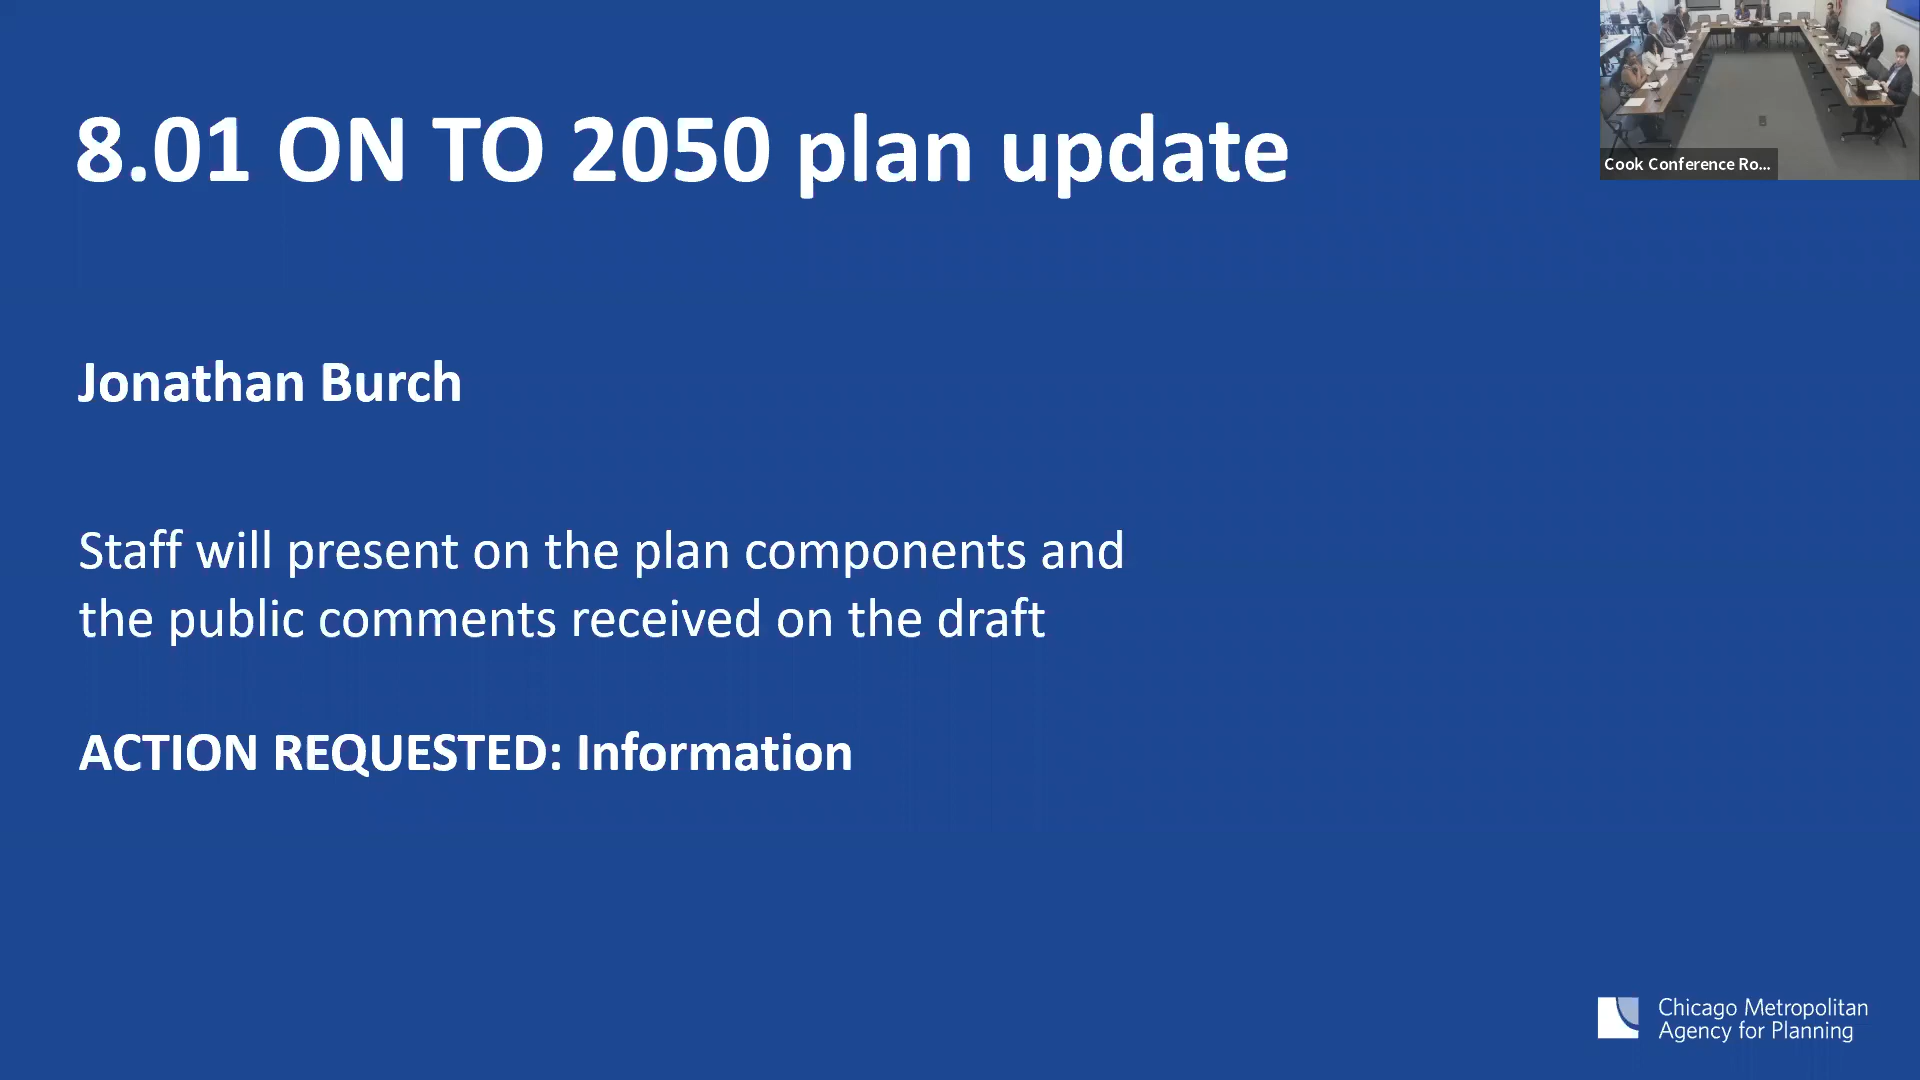 8.01 ON TO 2050 plan update
Cook Conference Ro...
Jonathan Burch
Staff will present on the plan components and
the public comments received on the draft
ACTION REQUESTED: Information
Chicago Metropolitan
Agency for Planning